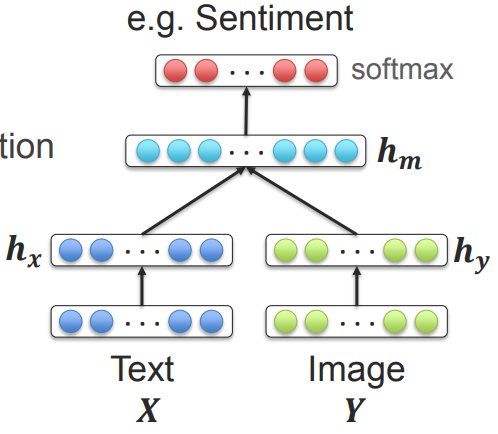 e.g. Sentiment
softmax
tion
h_m
h_x
h_y
Text
Image
X
Y